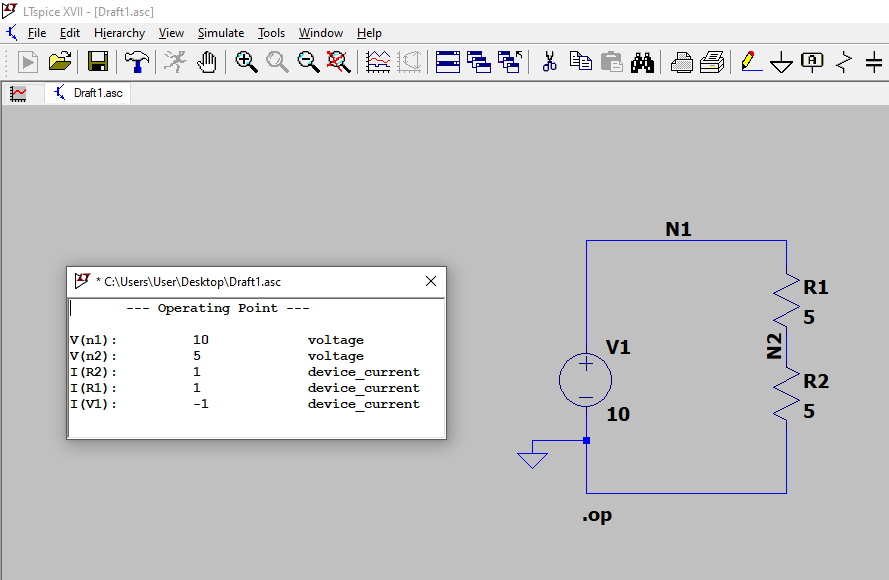 LTspice XVII - [Draft1.asc]
File Edit Hierarchy View Simulate Tools Window Help
Draft1.asc
* C:\Users\User\Desktop\Draft1.asc
--- Operating Point ---
V(n1): 10 voltage
V(n2): 5 voltage
I(R2): 1 device_current
I(R1): 1 device_current
I(V1): -1 device_current
N1
R1
5
N2
V1
R2
10
5
.op